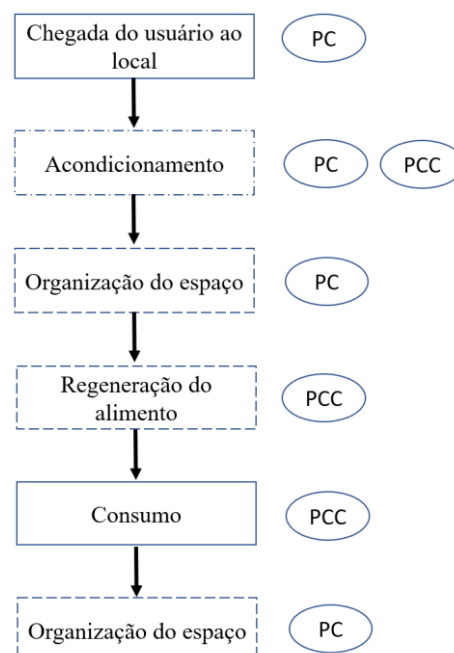 Chegada do usuário ao
local
PC
Acondicionamento
PC
PCC
Organização do espaço
PC
Regeneração do
alimento
PCC
Consumo
PCC
Organização do espaço
PC